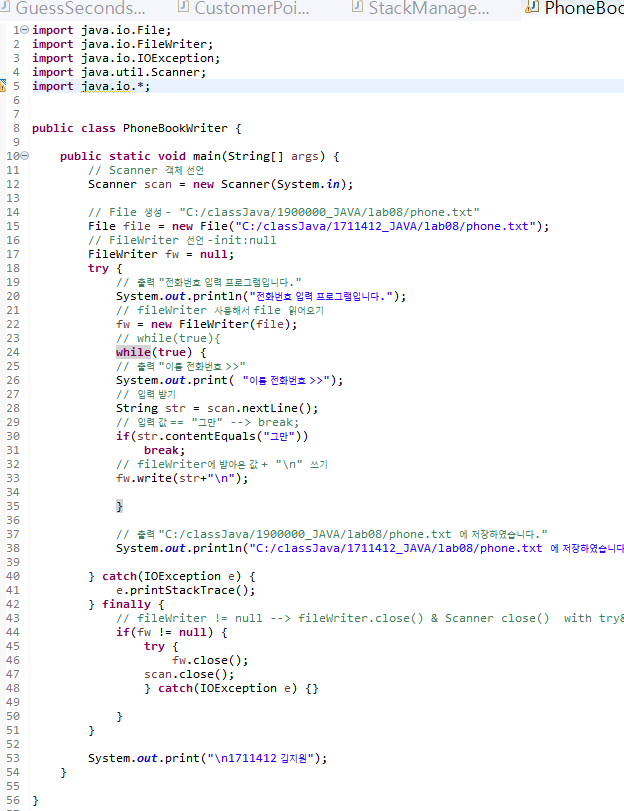 GuessSeconds... CustomerPoi... StackManage... PhoneBoo
1 import java.io.File;
2 import java.io.FileWriter;
3 import java.io.IOException;
4 import java.util.Scanner;
5 import java.io.*;
6
7
8 public class PhoneBookWriter {
9
10 public static void main(String[] args) {
11 // Scanner 객체 선언
12 Scanner scan = new Scanner(System.in);
13
14 // File 생성 - "C:/classJava/1900000_JAVA/lab08/phone.txt"
15 File file = new File("C:/classJava/1711412_JAVA/lab08/phone.txt");
16 // FileWriter 선언 -init:null
17 FileWriter fw = null;
18 try {
19 // 출력 "전화번호 입력 프로그램입니다."
20 System.out.println("전화번호 입력 프로그램입니다.");
21 // fileWriter 사용해서 file 읽어오기
22 fw = new FileWriter(file);
23 // while(true){
24 while(true) {
25 // 출력 "이름 전화번호 >>"
26 System.out.print( "이름 전화번호 >>");
27 // 입력 받기
28 String str = scan.nextLine();
29 // 입력 값 == "그만" --> break;
30 if(str.contentEquals("그만"))
31 break;
32 // fileWriter에 받아온 값 + "\n" 쓰기
33 fw.write(str+"\n");
34
35 }
36
37 // 출력 "C:/classJava/1900000_JAVA/lab08/phone.txt 에 저장하였습니다."
38 System.out.println("C:/classJava/1711412_JAVA/lab08/phone.txt 에 저장하였습니다
39
40 } catch(IOException e) {
41 e.printStackTrace();
42 } finally {
43 // fileWriter != null --> fileWriter.close() & Scanner close() with try&
44 if(fw != null) {
45 try {
46 fw.close();
47 scan.close();
48 } catch(IOException e) {}
49
50 }
51 }
52
53 System.out.print("\n1711412 김지원");
54 }
55
56 }